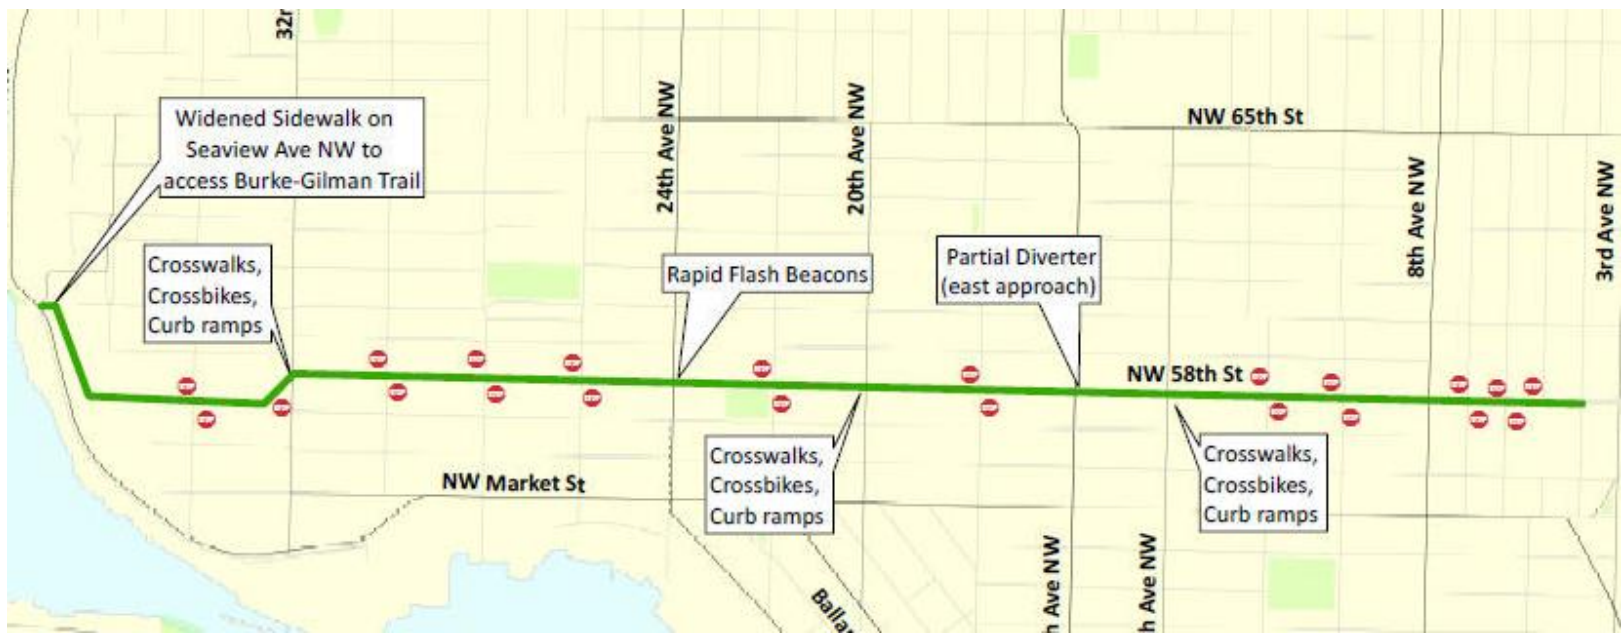 32n
Widened Sidewalk on
Seaview Ave NW to
access Burke-Gilman Trail
24th Ave NW
20th Ave NW
NW 65th St
8th Ave NW
3rd Ave NW
Crosswalks,
Crossbikes,
Curb ramps
Rapid Flash Beacons
Partial Diverter
(east approach)
NW 58th St
NW Market St
Crosswalks,
Crossbikes,
Curb ramps
Crosswalks,
Crossbikes,
Curb ramps
h Ave NW
h Ave NW
Balla